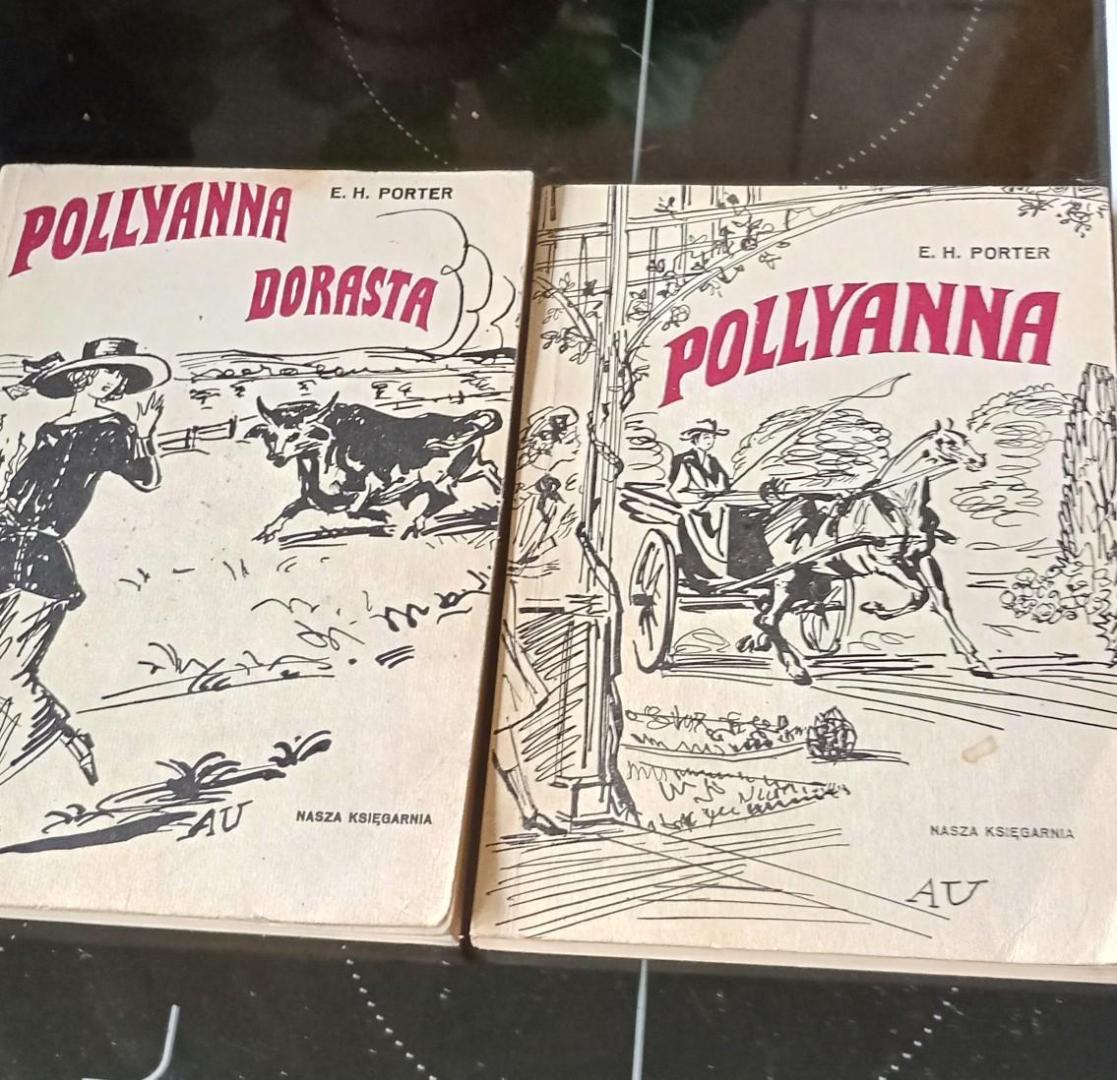 POLLYANNA
E. H. PORTER
DORASTA
AU
NASZA KSIĘGARNIA
E. H. PORTER
POLLYANNA
NASZA KSIĘGARNIA
AU